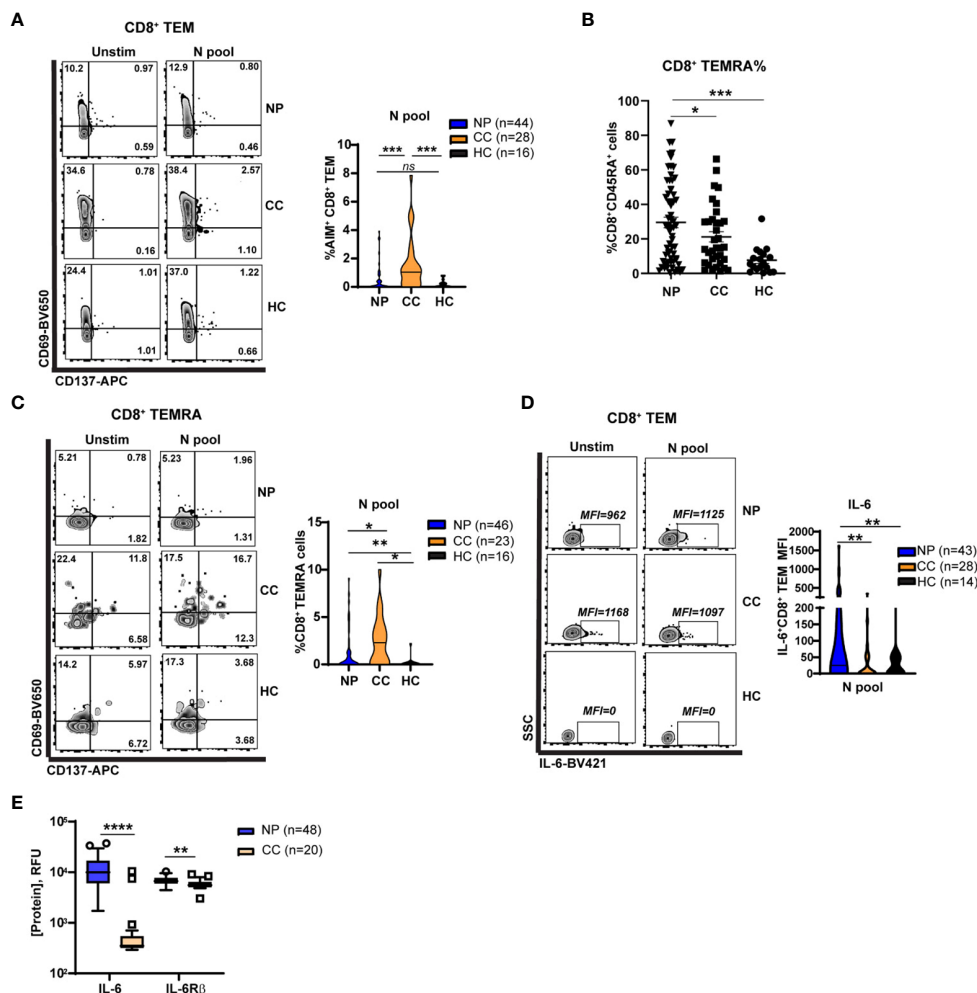 A
CD8⁺ TEM
Unstim
N pool
10.2
0.97
0.59
12.9
0.80
0.46
NP
34.6
0.78
0.16
38.4
2.57
1.10
CC
24.4
1.01
1.01
37.0
1.22
0.66
HC
CD69-BV650
CD137-APC
N pool
NP (n=44)
CC (n=28)
HC (n=16)
%AIM⁺ CD8⁺ TEM
10
8
6
4
2
0
*** ***
ns
NP CC HC
B
CD8⁺ TEMRA%
%CD8⁺CD45RA⁺ cells
100
80
60
40
20
0
***
*
NP CC HC
C
CD8⁺ TEMRA
Unstim
N pool
5.21
0.78
1.82
5.23
1.96
1.31
NP
22.4
11.8
6.58
17.5
16.7
12.3
CC
14.2
5.97
6.72
17.3
3.68
3.68
HC
CD69-BV650
CD137-APC
N pool
NP (n=46)
CC (n=23)
HC (n=16)
%CD8⁺ TEMRA cells
15
10
5
0
*
**
*
NP CC HC
D
CD8⁺ TEM
Unstim
N pool
MFI=962
MFI=1125
NP
MFI=1168
MFI=1097
CC
MFI=0
MFI=0
HC
SSC
IL-6-BV421
IL-6
NP (n=43)
CC (n=28)
HC (n=14)
IL-6⁺CD8⁺ TEM MFI
2000
1500
1000
500
200
150
100
50
0
**
**
N pool
E
[Protein], RFU
10⁵
10⁴
10³
10²
****
**
NP (n=48)
CC (n=20)
IL-6
IL-6Rβ